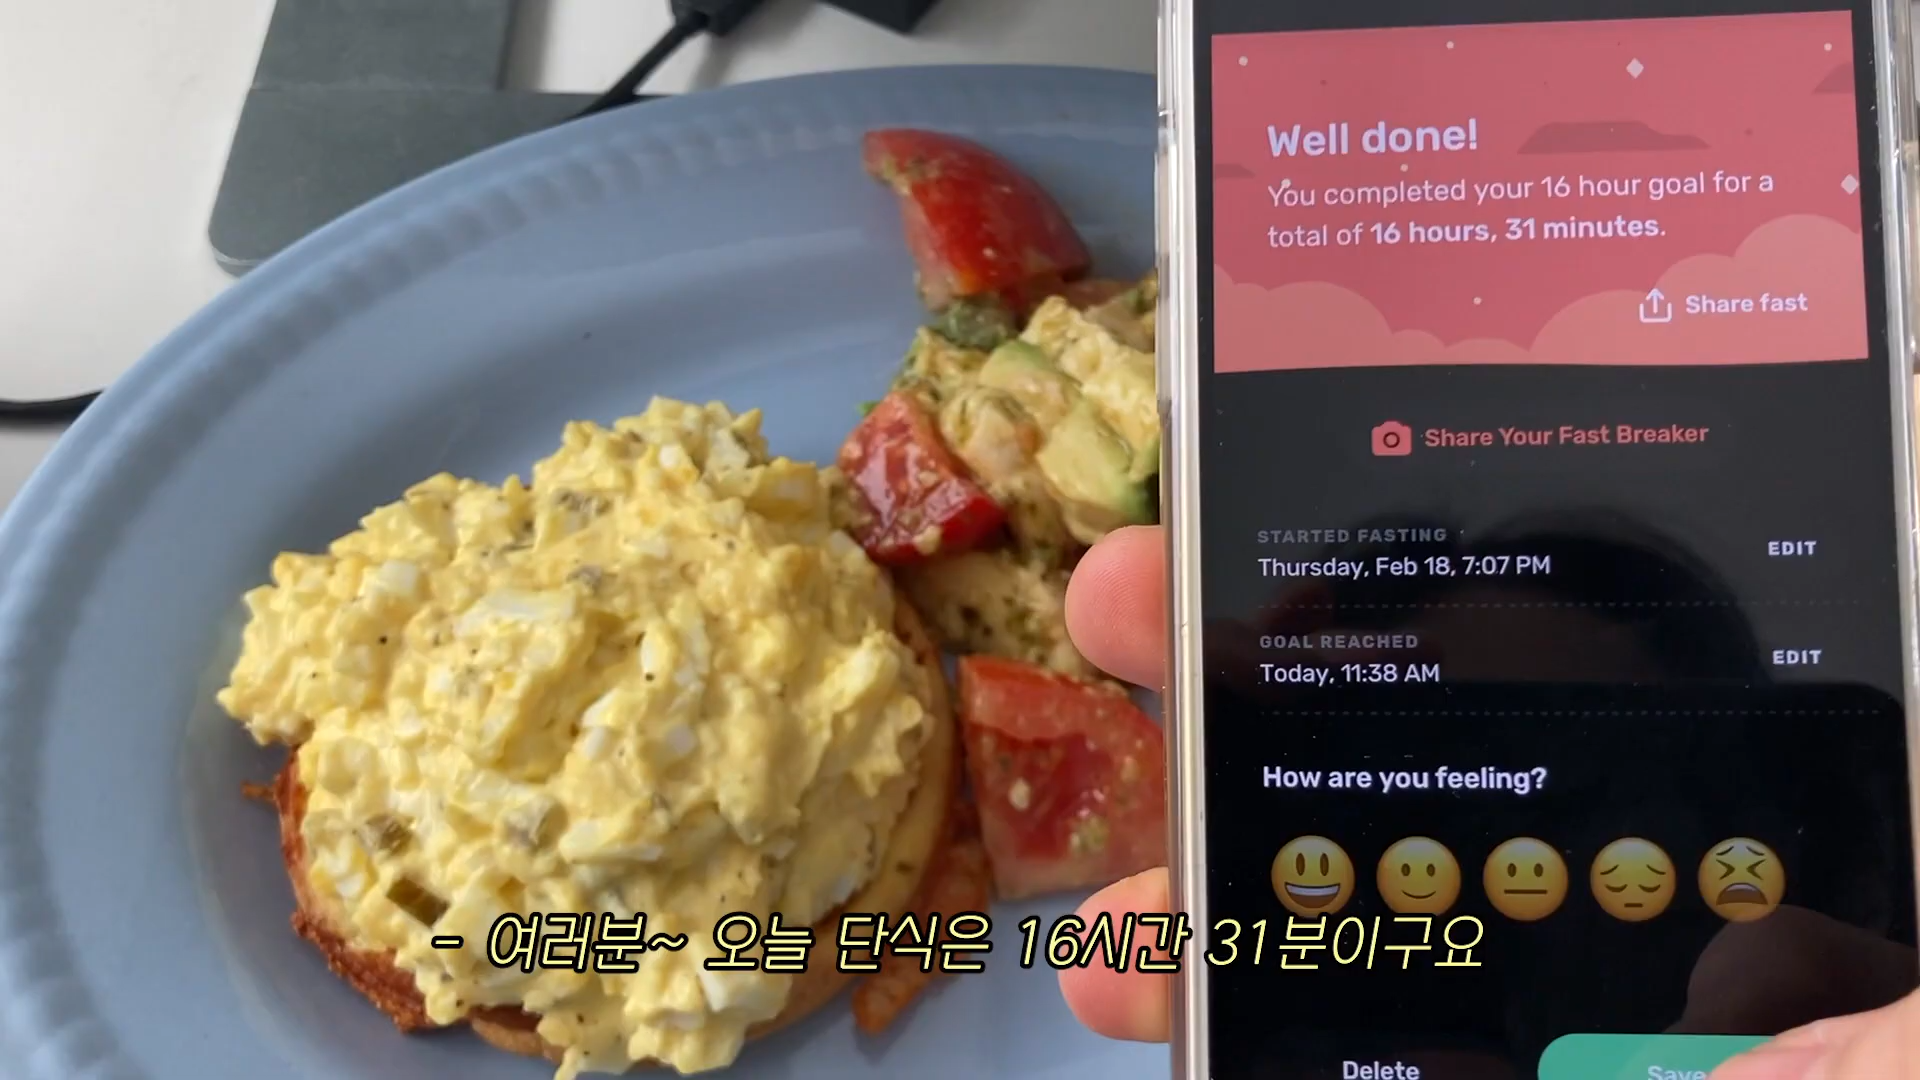 Well done!
You completed your 16 hour goal for a
total of 16 hours, 31 minutes.
Share fast
Share Your Fast Breaker
STARTED FASTING
Thursday, Feb 18, 7:07 PM
EDIT
GOAL REACHED
Today, 11:38 AM
EDIT
How are you feeling?
- 여러분~ 오늘 단식은 16시간 31분이구요
Delete
Save